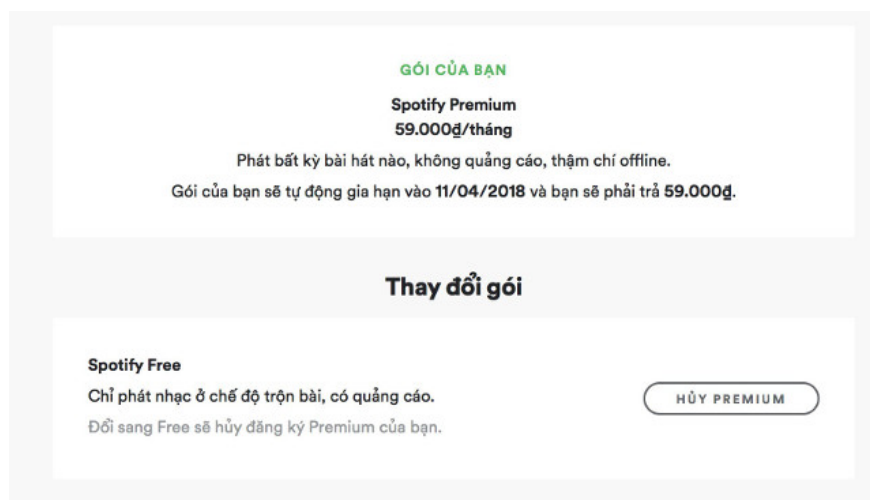 GÓI CỦA BẠN
Spotify Premium
59.000₫/tháng
Phát bất kỳ bài hát nào, không quảng cáo, thậm chí offline.
Gói của bạn sẽ tự động gia hạn vào 11/04/2018 và bạn sẽ phải trả 59.000₫.
Thay đổi gói
Spotify Free
Chỉ phát nhạc ở chế độ trộn bài, có quảng cáo.
HỦY PREMIUM
Đổi sang Free sẽ hủy đăng ký Premium của bạn.